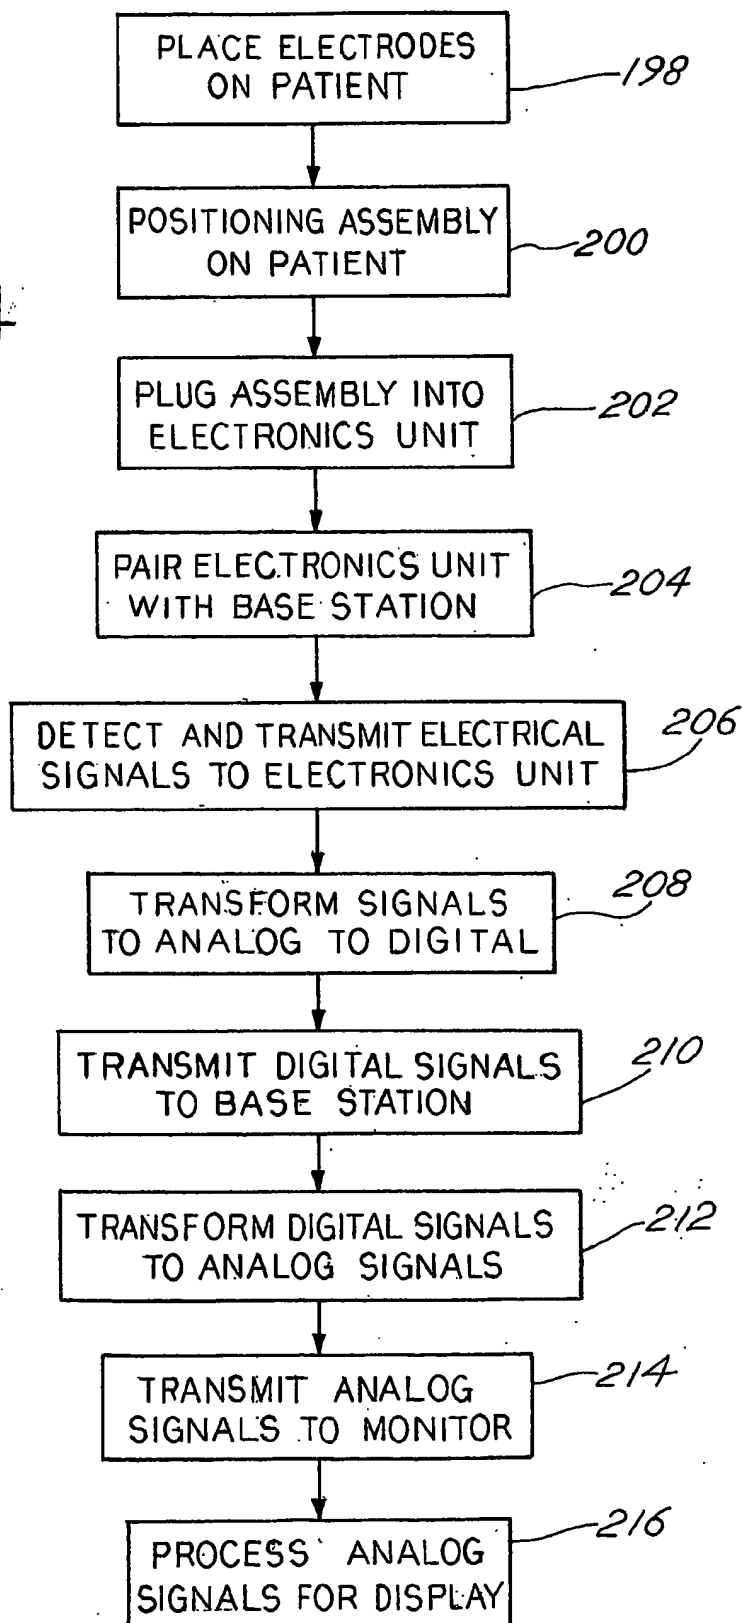 PLACE ELECTRODES
ON PATIENT
198
POSITIONING ASSEMBLY
ON PATIENT
200
PLUG ASSEMBLY INTO
ELECTRONICS UNIT
202
PAIR ELECTRONICS UNIT
WITH BASE STATION
204
DETECT AND TRANSMIT ELECTRICAL
SIGNALS TO ELECTRONICS UNIT
206
TRANSFORM SIGNALS
TO ANALOG TO DIGITAL
208
TRANSMIT DIGITAL SIGNALS
TO BASE STATION
210
TRANSFORM DIGITAL SIGNALS
TO ANALOG SIGNALS
212
TRANSMIT ANALOG
SIGNALS TO MONITOR
214
PROCESS ANALOG
SIGNALS FOR DISPLAY
216